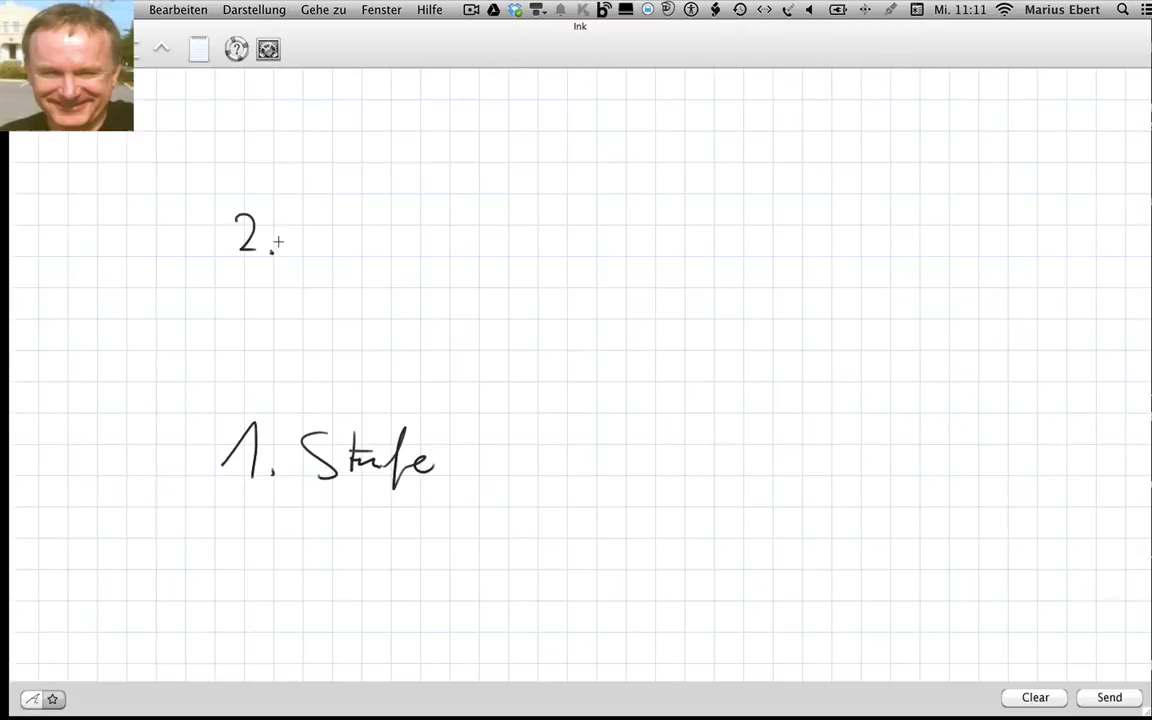 Bearbeiten Darstellung Gehe zu Fenster Hilfe Mi. 11:11 Marius Ebert
Ink
2.
1. Stufe
Clear Send